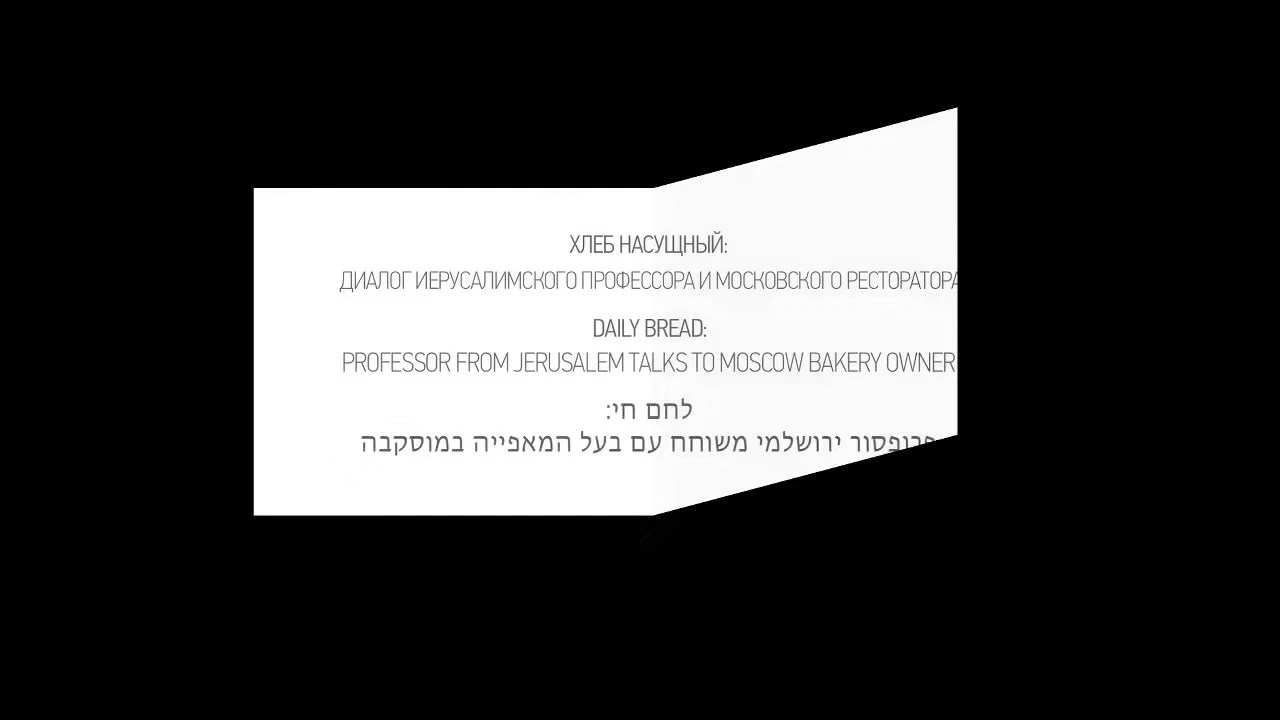 ХЛЕБ НАСУЩНЫЙ:
ДИАЛОГ ИЕРУСАЛИМСКОГО ПРОФЕССОРА И МОСКОВСКОГО РЕСТОРАТОРА
DAILY BREAD:
PROFESSOR FROM JERUSALEM TALKS TO MOSCOW BAKERY OWNER
לחם חי:
פרופסור ירושלמי משוחח עם בעל המאפייה במוסקבה